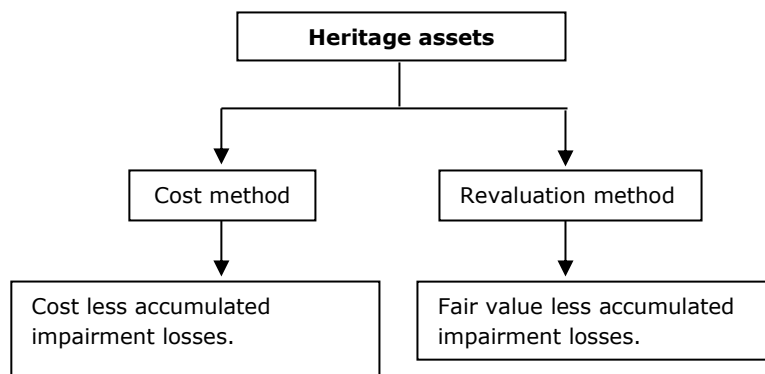 Heritage assets
Cost method
Revaluation method
Cost less accumulated
impairment losses.
Fair value less accumulated
impairment losses.